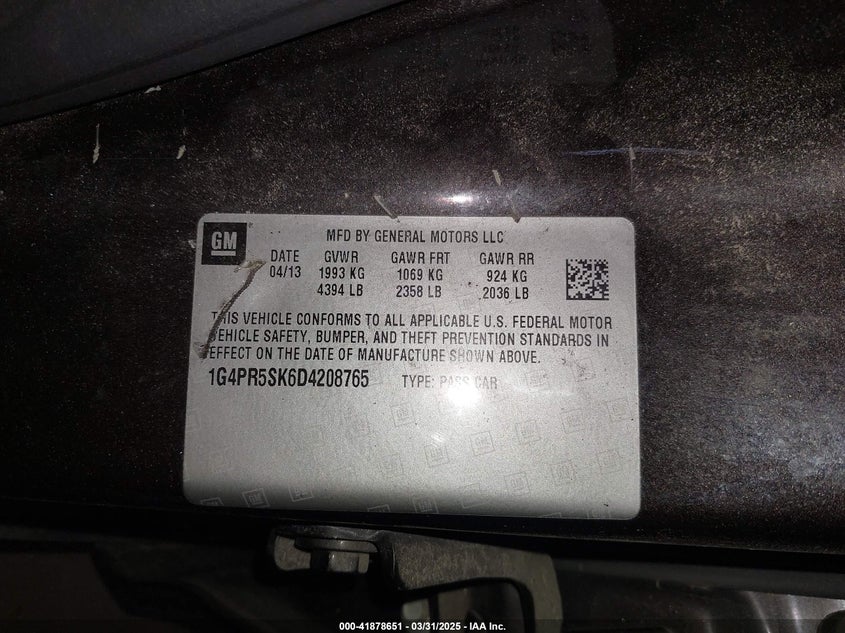 GM
MFD BY GENERAL MOTORS LLC
DATE GVWR GAWR FRT GAWR RR
04/13 1993 KG 1069 KG 924 KG
4394 LB 2358 LB 2036 LB
THIS VEHICLE CONFORMS TO ALL APPLICABLE U.S. FEDERAL MOTOR
VEHICLE SAFETY, BUMPER, AND THEFT PREVENTION STANDARDS IN
EFFECT ON THE DATE OF MANUFACTURE SHOWN ABOVE.
1G4PR5SK6D4208765 TYPE: PASS CAR
000-41878651 - 03/31/2025 - IAA Inc.